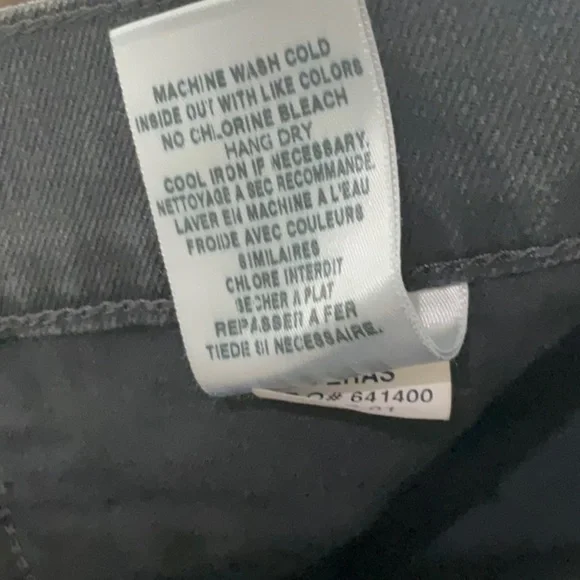 MACHINE WASH COLD
INSIDE OUT WITH LIKE COLORS
NO CHLORINE BLEACH
HANG DRY
COOL IRON IF NECESSARY.
NETTOYAGE A SEC RECOMMANDE.
LAVER EN MACHINE A L'EAU
FROIDE AVEC COULEURS
SIMILAIRES
CHLORE INTERDIT
SECHER A PLAT
REPASSER A FER
TIEDE SI NECESSAIRE.
641400